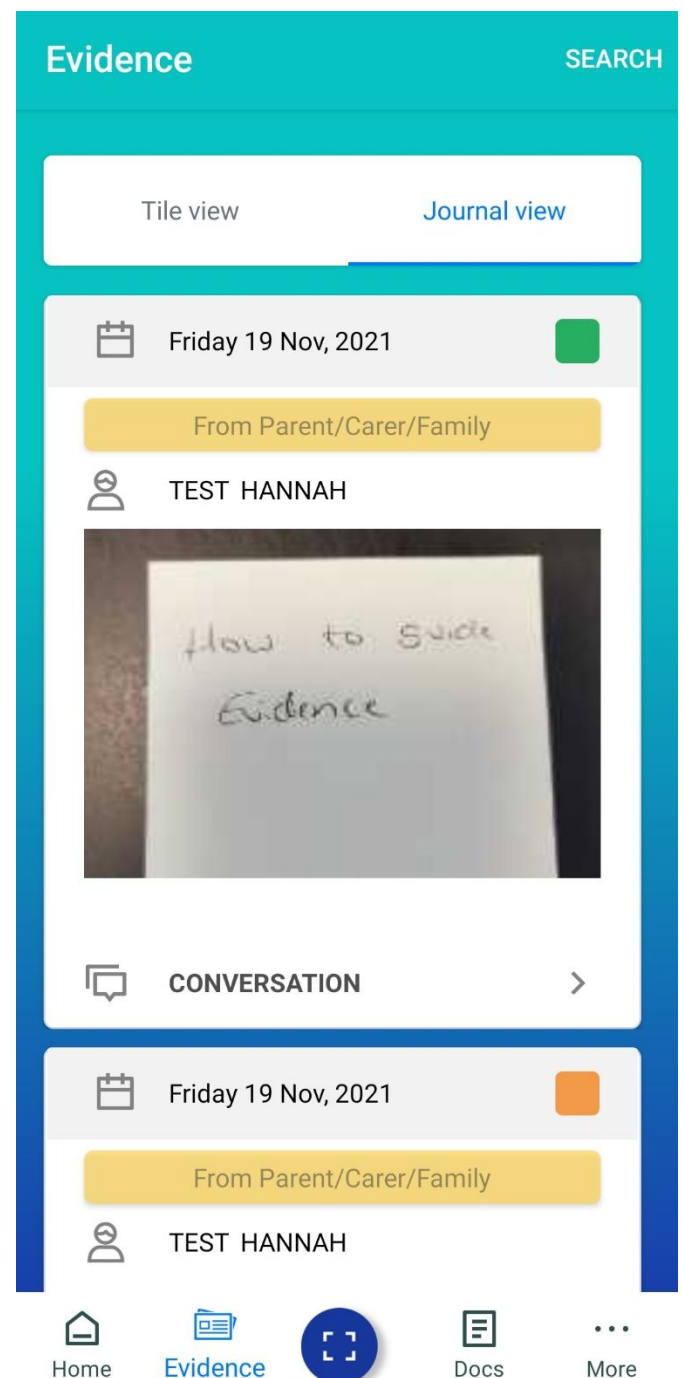 Evidence
SEARCH
Tile view
Journal view
Friday 19 Nov, 2021
From Parent/Carer/Family
TEST HANNAH
How to Guide
Evidence
CONVERSATION
Friday 19 Nov, 2021
From Parent/Carer/Family
TEST HANNAH
Home
Evidence
Docs
More